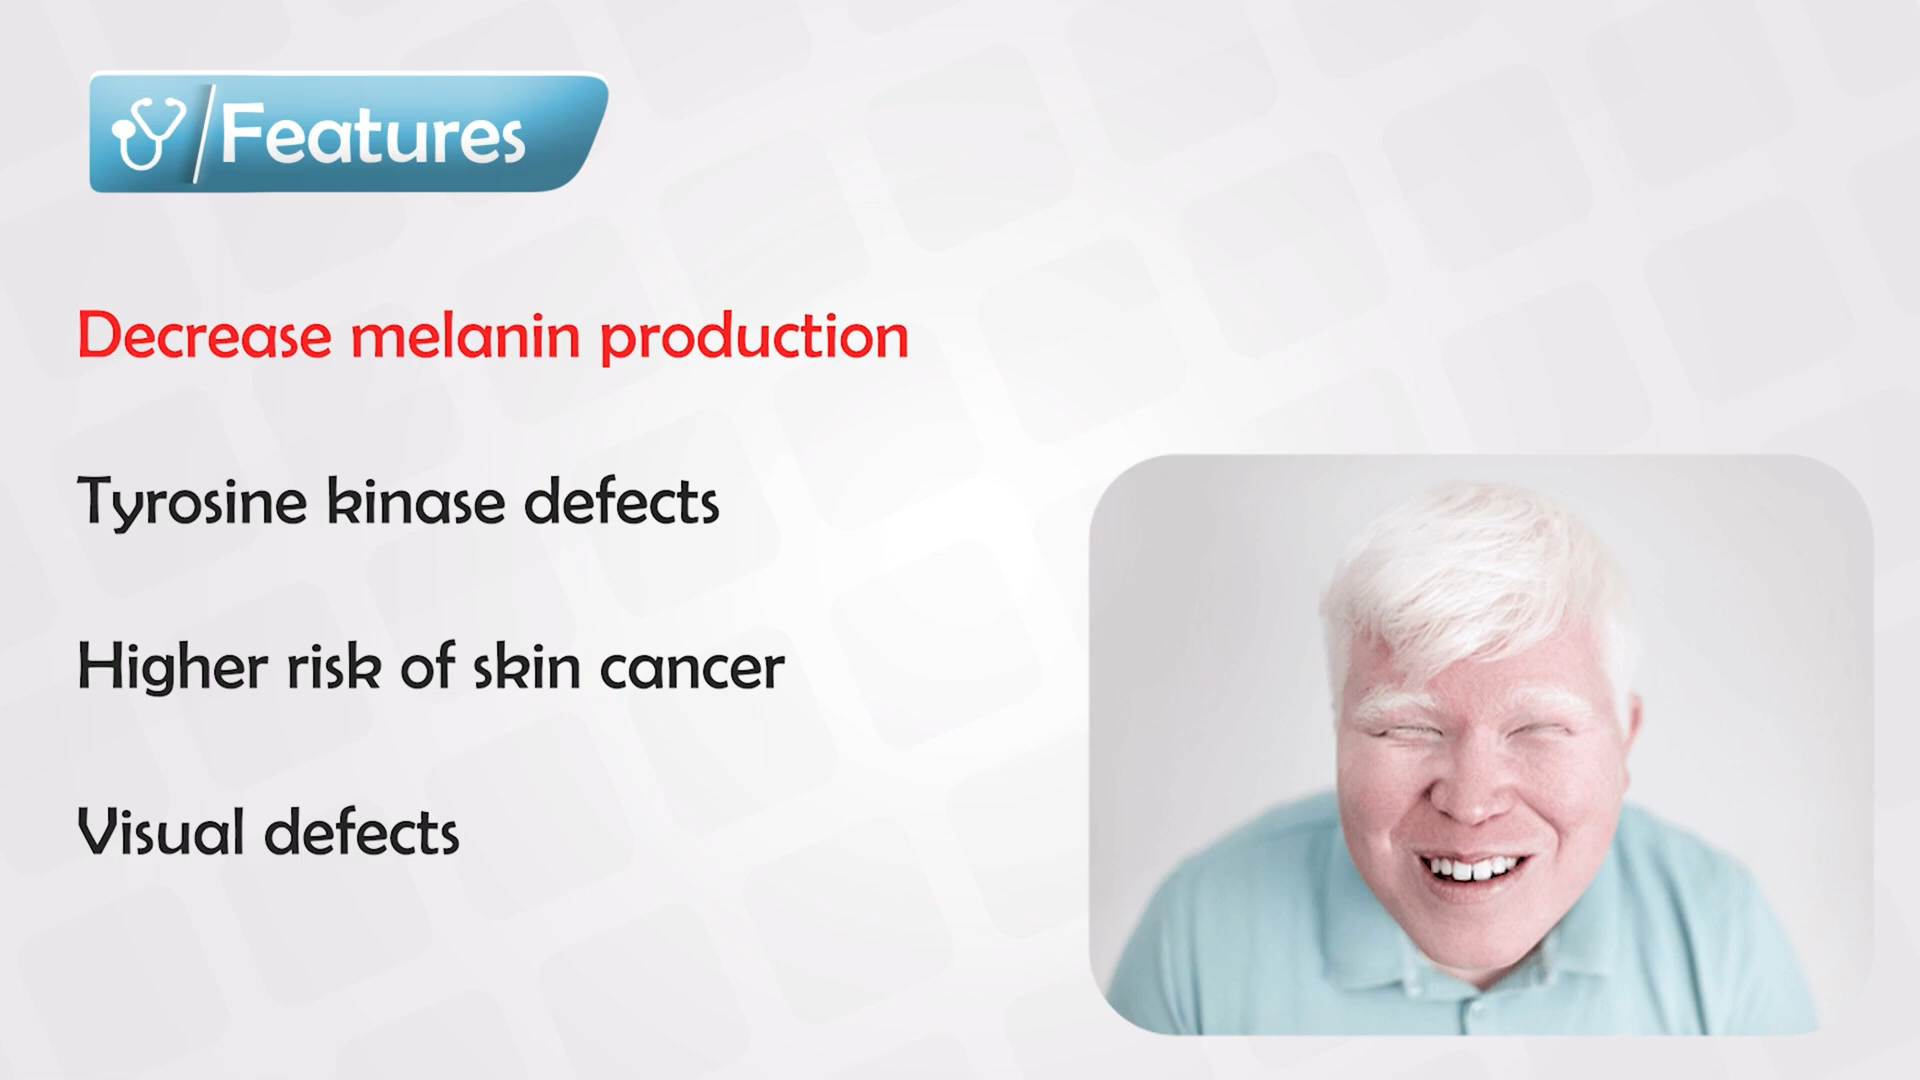 Features
Decrease melanin production
Tyrosine kinase defects
Higher risk of skin cancer
Visual defects